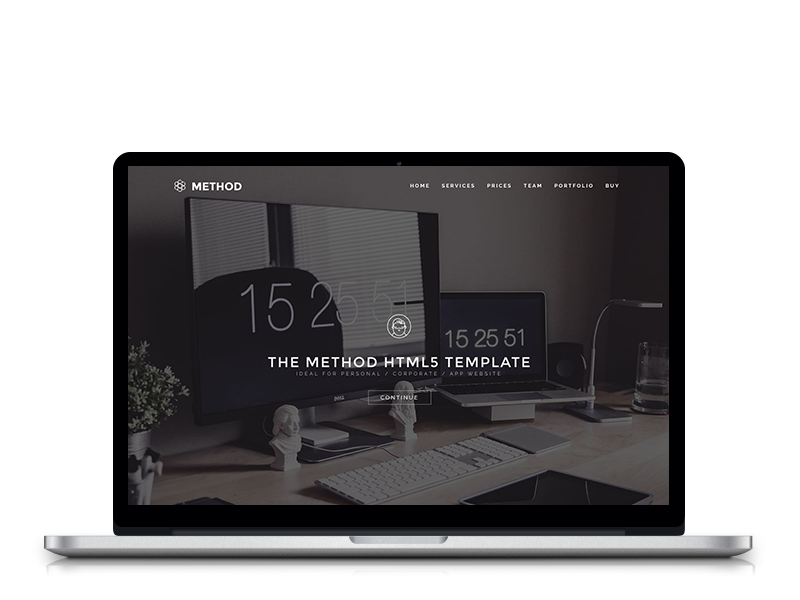 METHOD
HOME SERVICES PRICES TEAM PORTFOLIO BUY
15 25 51
15 25 51
THE METHOD HTML5 TEMPLATE
IDEAL FOR PERSONAL / CORPORATE / APP WEBSITE
CONTINUE